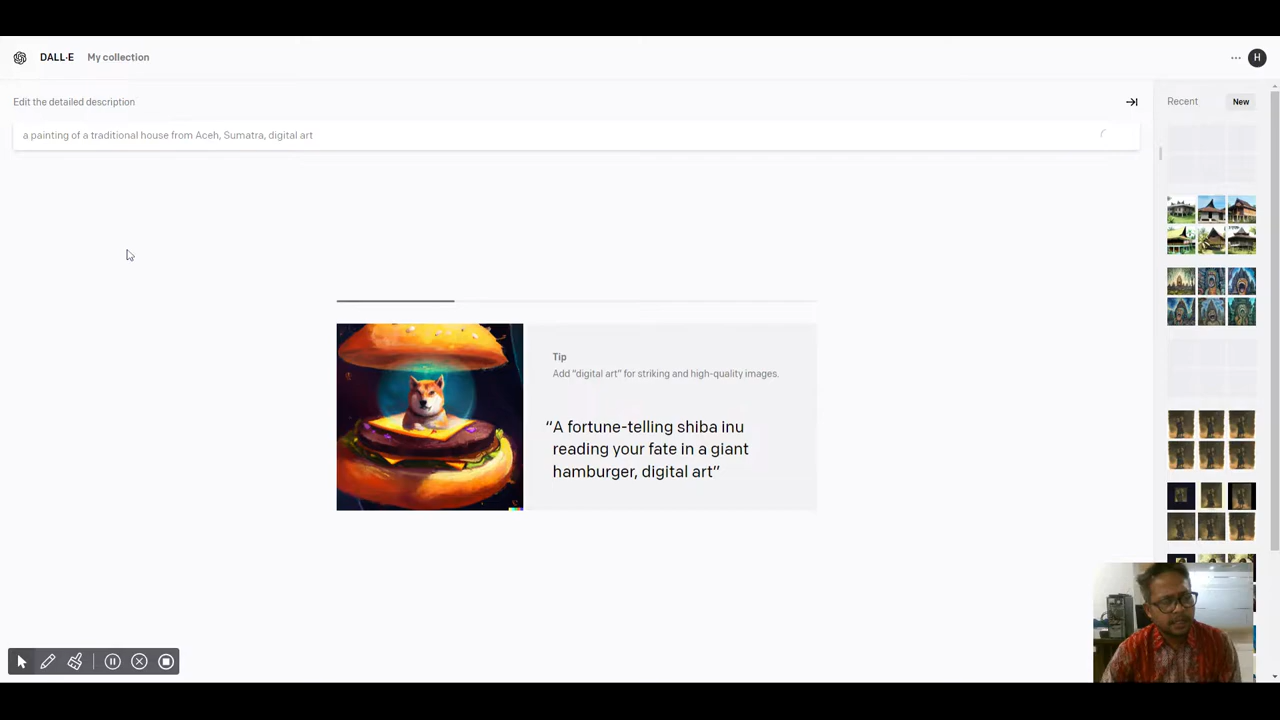 DALL·E
My collection
H
Edit the detailed description
Recent
New
a painting of a traditional house from Aceh, Sumatra, digital art
Tip
Add “digital art” for striking and high-quality images.
“A fortune-telling shiba inu
reading your fate in a giant
hamburger, digital art”